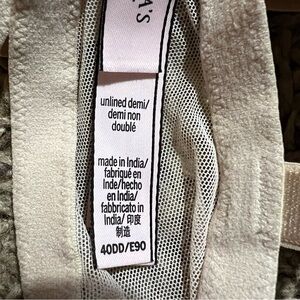 A'S
unlined demi/
demi non
doublé
made in India/
fabriqué en
Inde/hecho
en India/
fabbricato in
India/ 印度
制造
40DD/E90